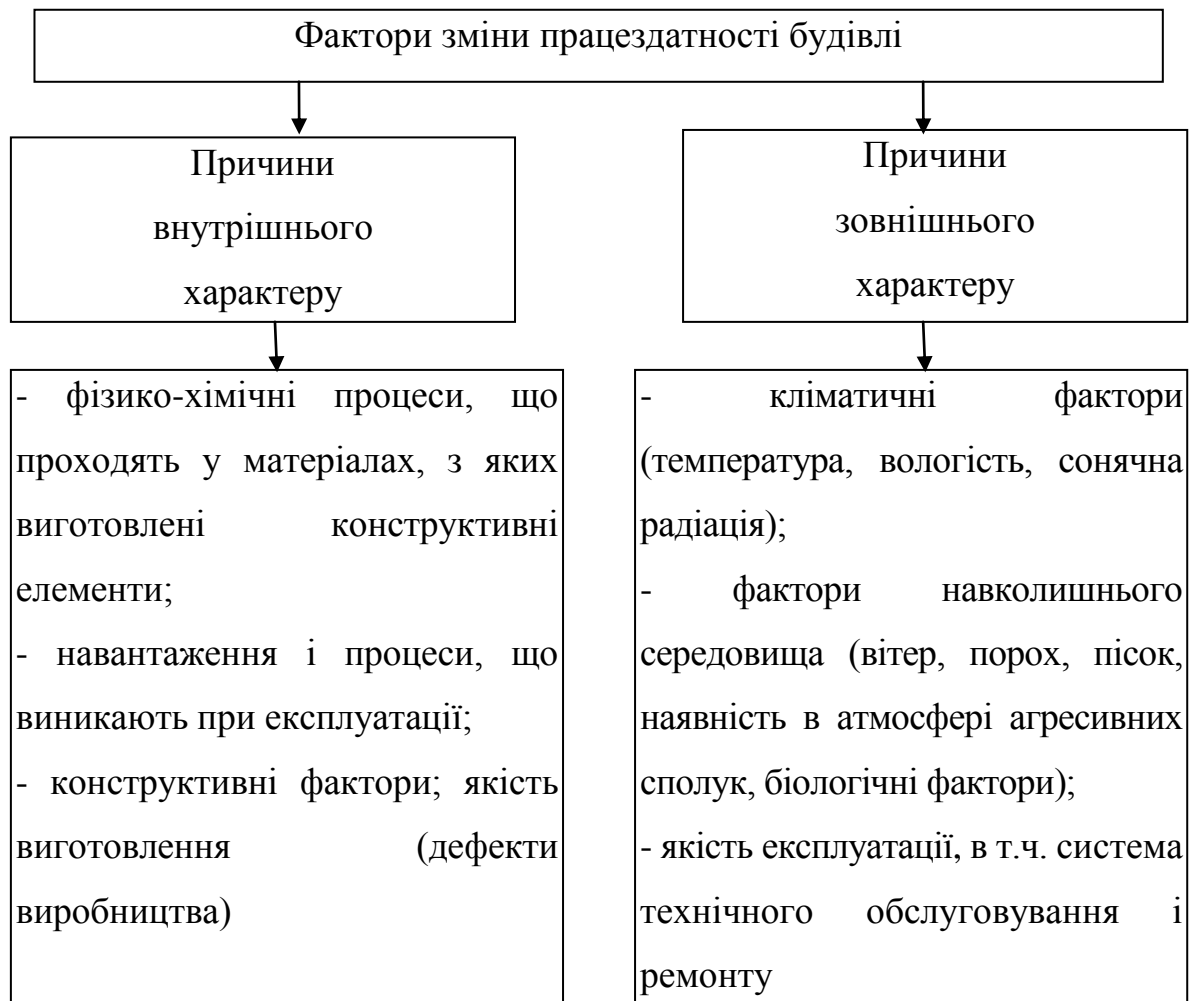 Фактори зміни працездатності будівлі
Причини
внутрішнього
характеру
Причини
зовнішнього
характеру
- фізико-хімічні процеси, що
проходять у матеріалах, з яких
виготовлені конструктивні
елементи;
- навантаження і процеси, що
виникають при експлуатації;
- конструктивні фактори; якість
виготовлення (дефекти
виробництва)
- кліматичні фактори
(температура, вологість, сонячна
радіація);
- фактори навколишнього
середовища (вітер, порох, пісок,
наявність в атмосфері агресивних
сполук, біологічні фактори);
- якість експлуатації, в т.ч. система
технічного обслуговування і
ремонту